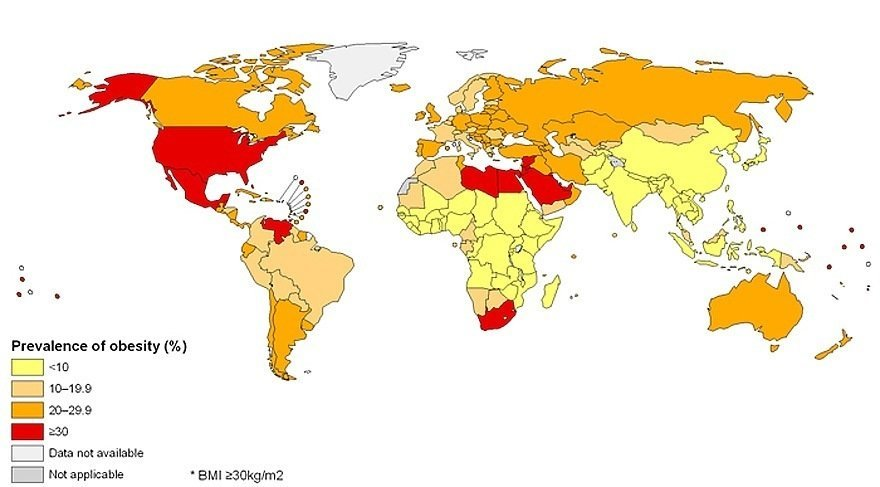 Prevalence of obesity (%)
<10
10–19.9
20–29.9
≥30
Data not available
Not applicable
* BMI ≥30kg/m2